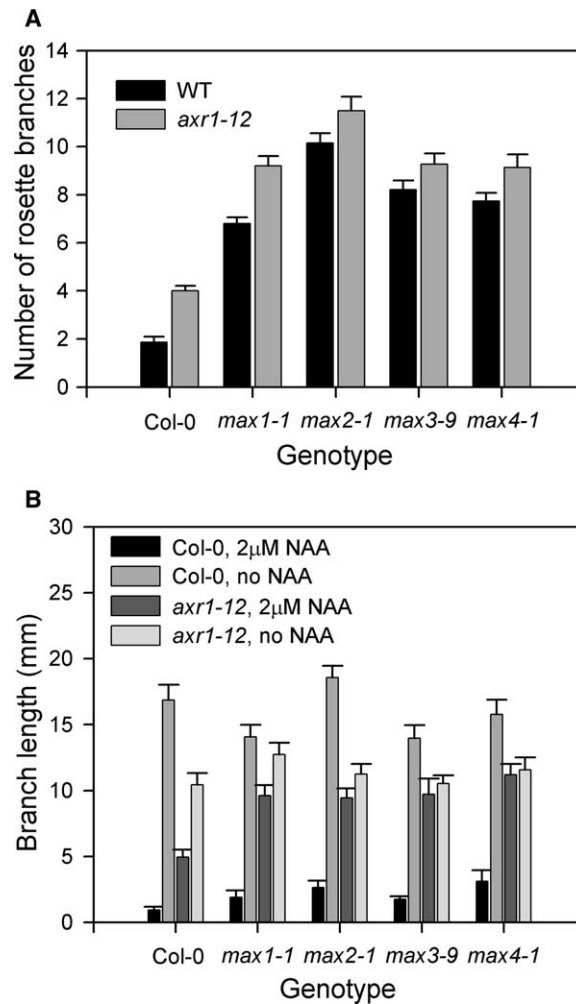 A
Number of rosette branches
14
12
10
8
6
4
2
0
WT
axr1-12
Col-0 max1-1 max2-1 max3-9 max4-1
Genotype
B
Branch length (mm)
30
25
20
15
10
5
0
Col-0, 2μM NAA
Col-0, no NAA
axr1-12, 2μM NAA
axr1-12, no NAA
Col-0 max1-1 max2-1 max3-9 max4-1
Genotype